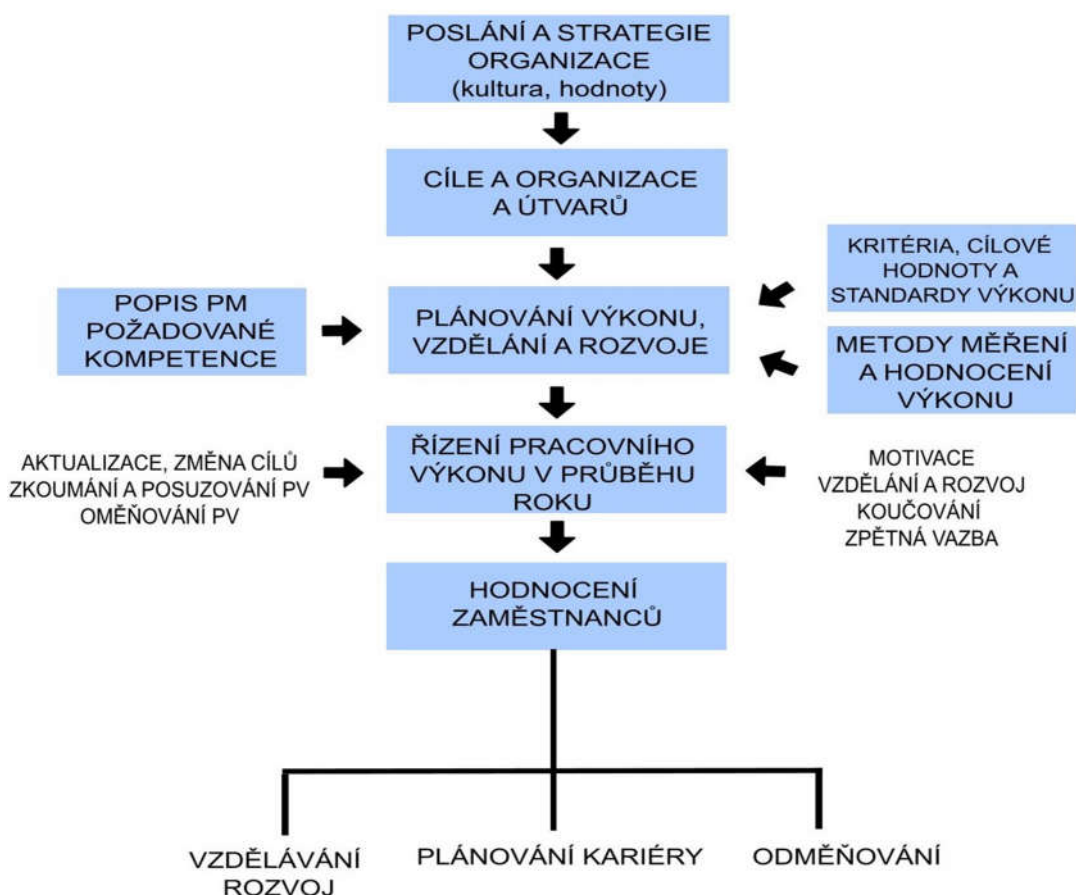 POSLÁNÍ A STRATEGIE
ORGANIZACE
(kultura, hodnoty)
CÍLE A ORGANIZACE
A ÚTVARŮ
KRITÉRIA, CÍLOVÉ
HODNOTY A
STANDARDY VÝKONU
POPIS PM
POŽADOVANÉ
KOMPETENCE
PLÁNOVÁNÍ VÝKONU,
VZDĚLÁNÍ A ROZVOJE
METODY MĚŘENÍ
A HODNOCENÍ
VÝKONU
AKTUALIZACE, ZMĚNA CÍLŮ
ZKOUMÁNÍ A POSUZOVÁNÍ PV
OMĚŇOVÁNÍ PV
ŘÍZENÍ PRACOVNÍHO
VÝKONU V PRŮBĚHU
ROKU
MOTIVACE
VZDĚLÁNÍ A ROZVOJ
KOUČOVÁNÍ
ZPĚTNÁ VAZBA
HODNOCENÍ
ZAMĚSTNANCŮ
VZDĚLÁVÁNÍ
ROZVOJ
PLÁNOVÁNÍ KARIÉRY
ODMĚŇOVÁNÍ